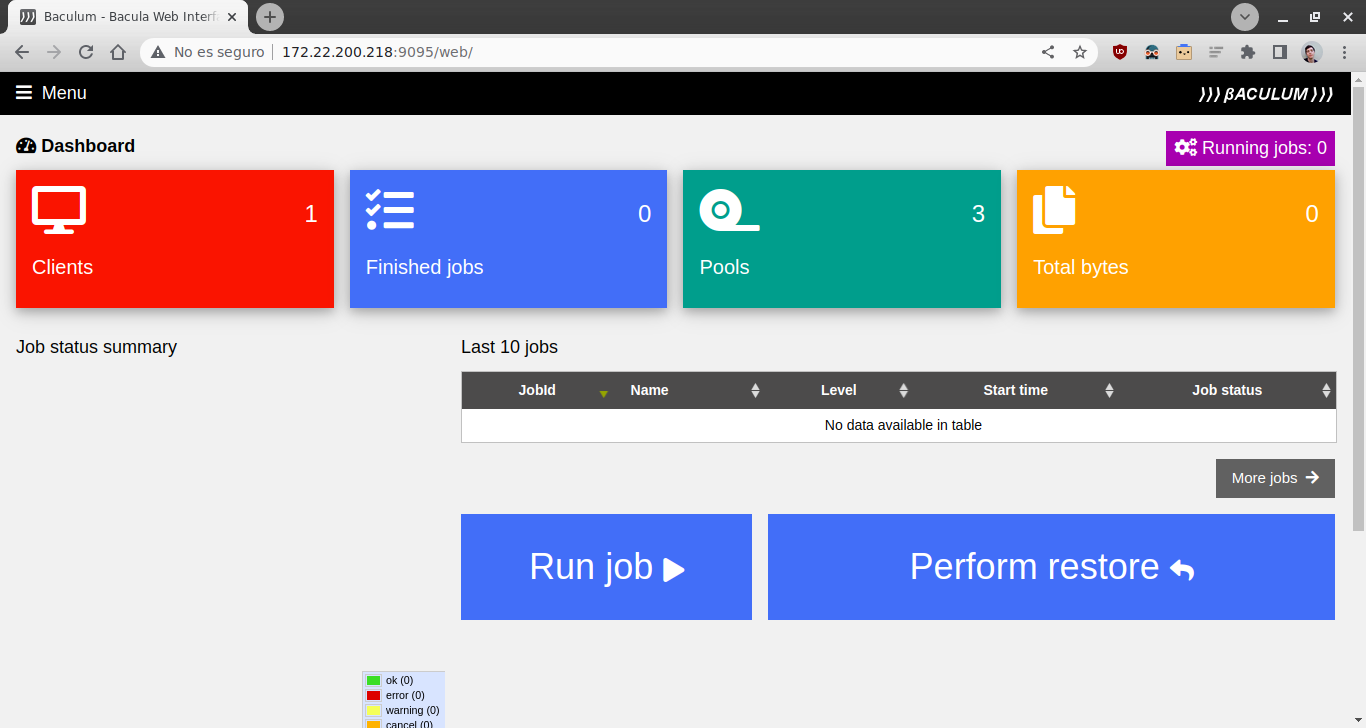 Baculum - Bacula Web Interf
No es seguro 172.22.200.218:9095/web/
Menu
βACULUM
Dashboard
Running jobs: 0
1
Clients
0
Finished jobs
3
Pools
0
Total bytes
Job status summary
Last 10 jobs
JobId Name Level Start time Job status
No data available in table
More jobs
Run job
Perform restore
ok (0)
error (0)
warning (0)
cancel (0)